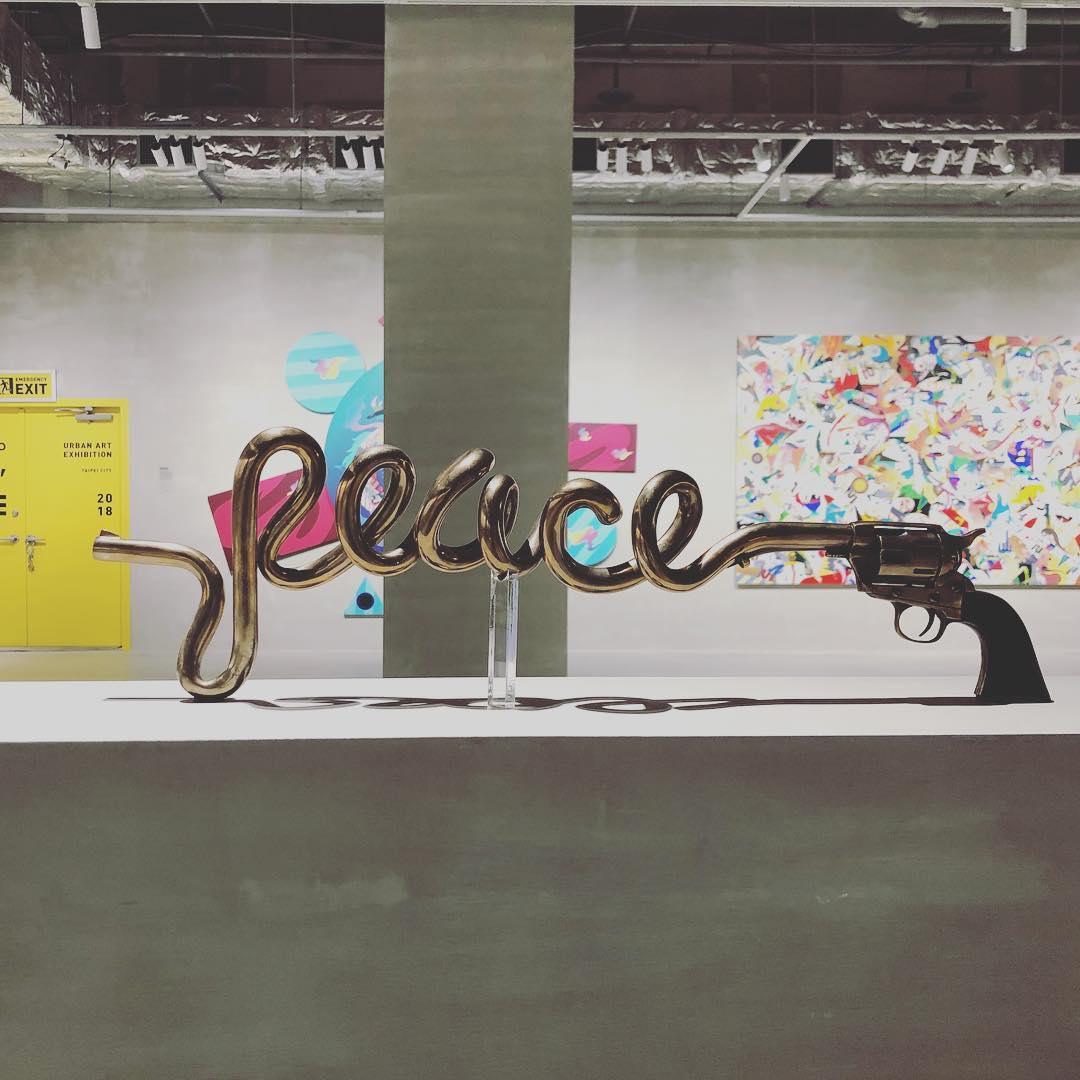 peace
EMERGENCY
EXIT
URBAN ART
EXHIBITION
TAIPEI CITY
20
18